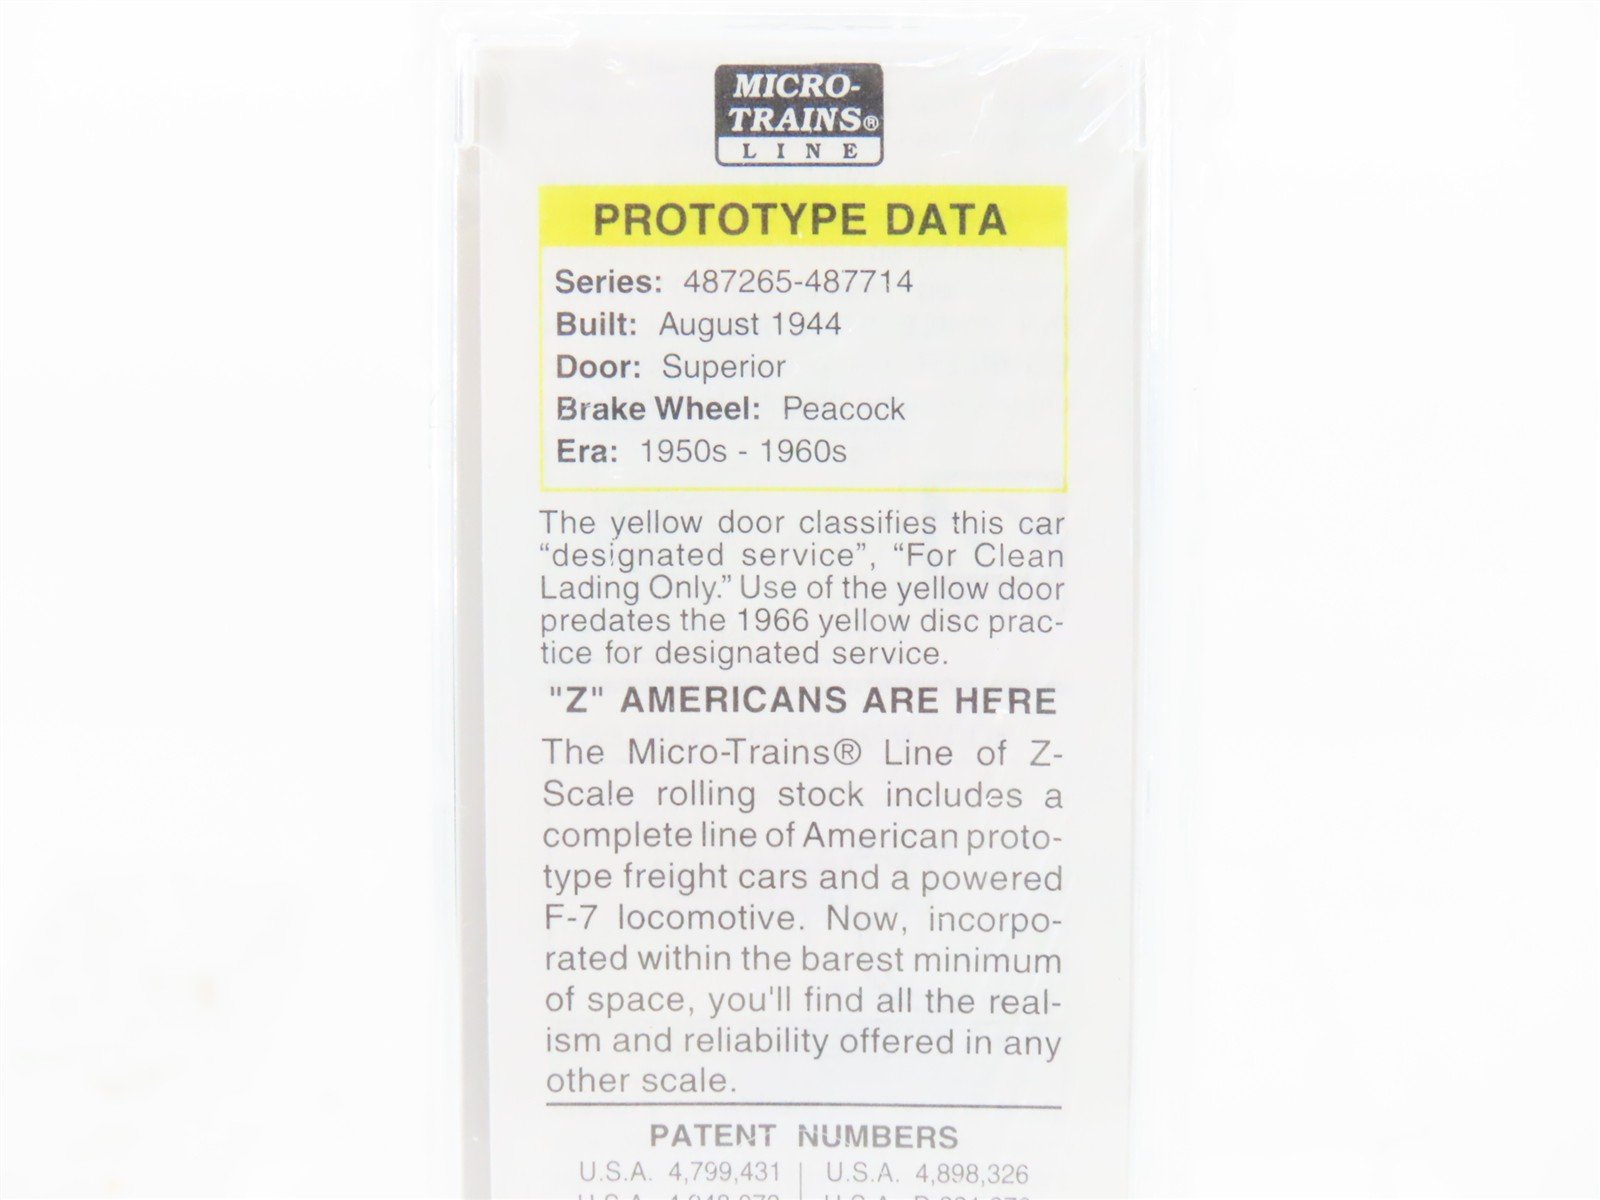 MICRO-
TRAINS®
LINE
PROTOTYPE DATA
Series: 487265-487714
Built: August 1944
Door: Superior
Brake Wheel: Peacock
Era: 1950s - 1960s
The yellow door classifies this car
“designated service”, “For Clean
Lading Only.” Use of the yellow door
predates the 1966 yellow disc prac-
tice for designated service.
"Z" AMERICANS ARE HERE
The Micro-Trains® Line of Z-
Scale rolling stock includes a
complete line of American proto-
type freight cars and a powered
F-7 locomotive. Now, incorpo-
rated within the barest minimum
of space, you'll find all the real-
ism and reliability offered in any
other scale.
PATENT NUMBERS
U.S.A. 4,799,431 | U.S.A. 4,898,326